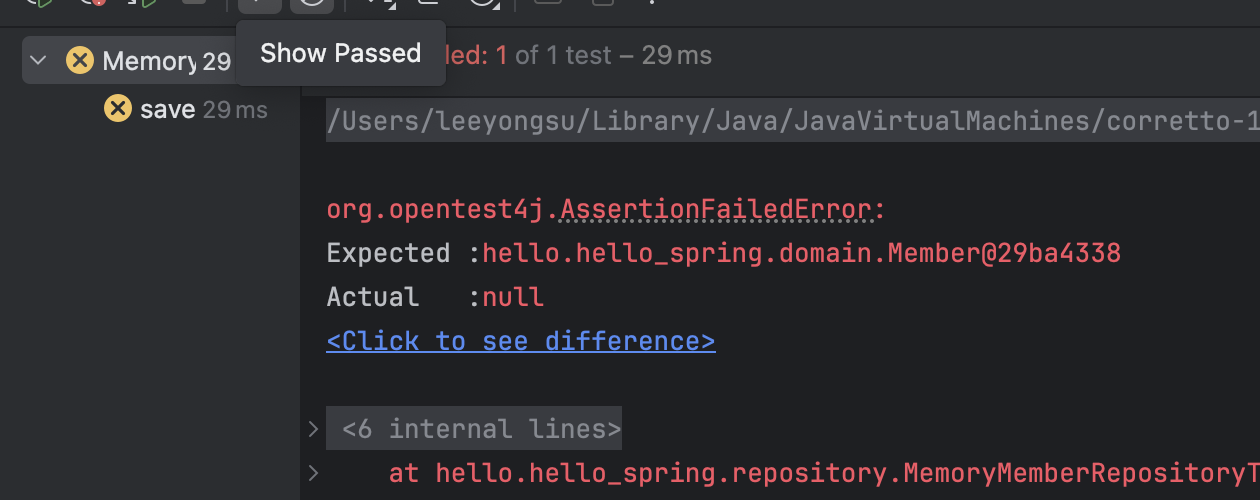 Show Passed
Memory 29
led: 1 of 1 test – 29 ms
save 29 ms
/Users/leeyongsu/Library/Java/JavaVirtualMachines/corretto-1
org.opentest4j.AssertionFailedError:
Expected :hello.hello_spring.domain.Member@29ba4338
Actual   :null
<Click to see difference>
<6 internal lines>
at hello.hello_spring.repository.MemoryMemberRepositoryT